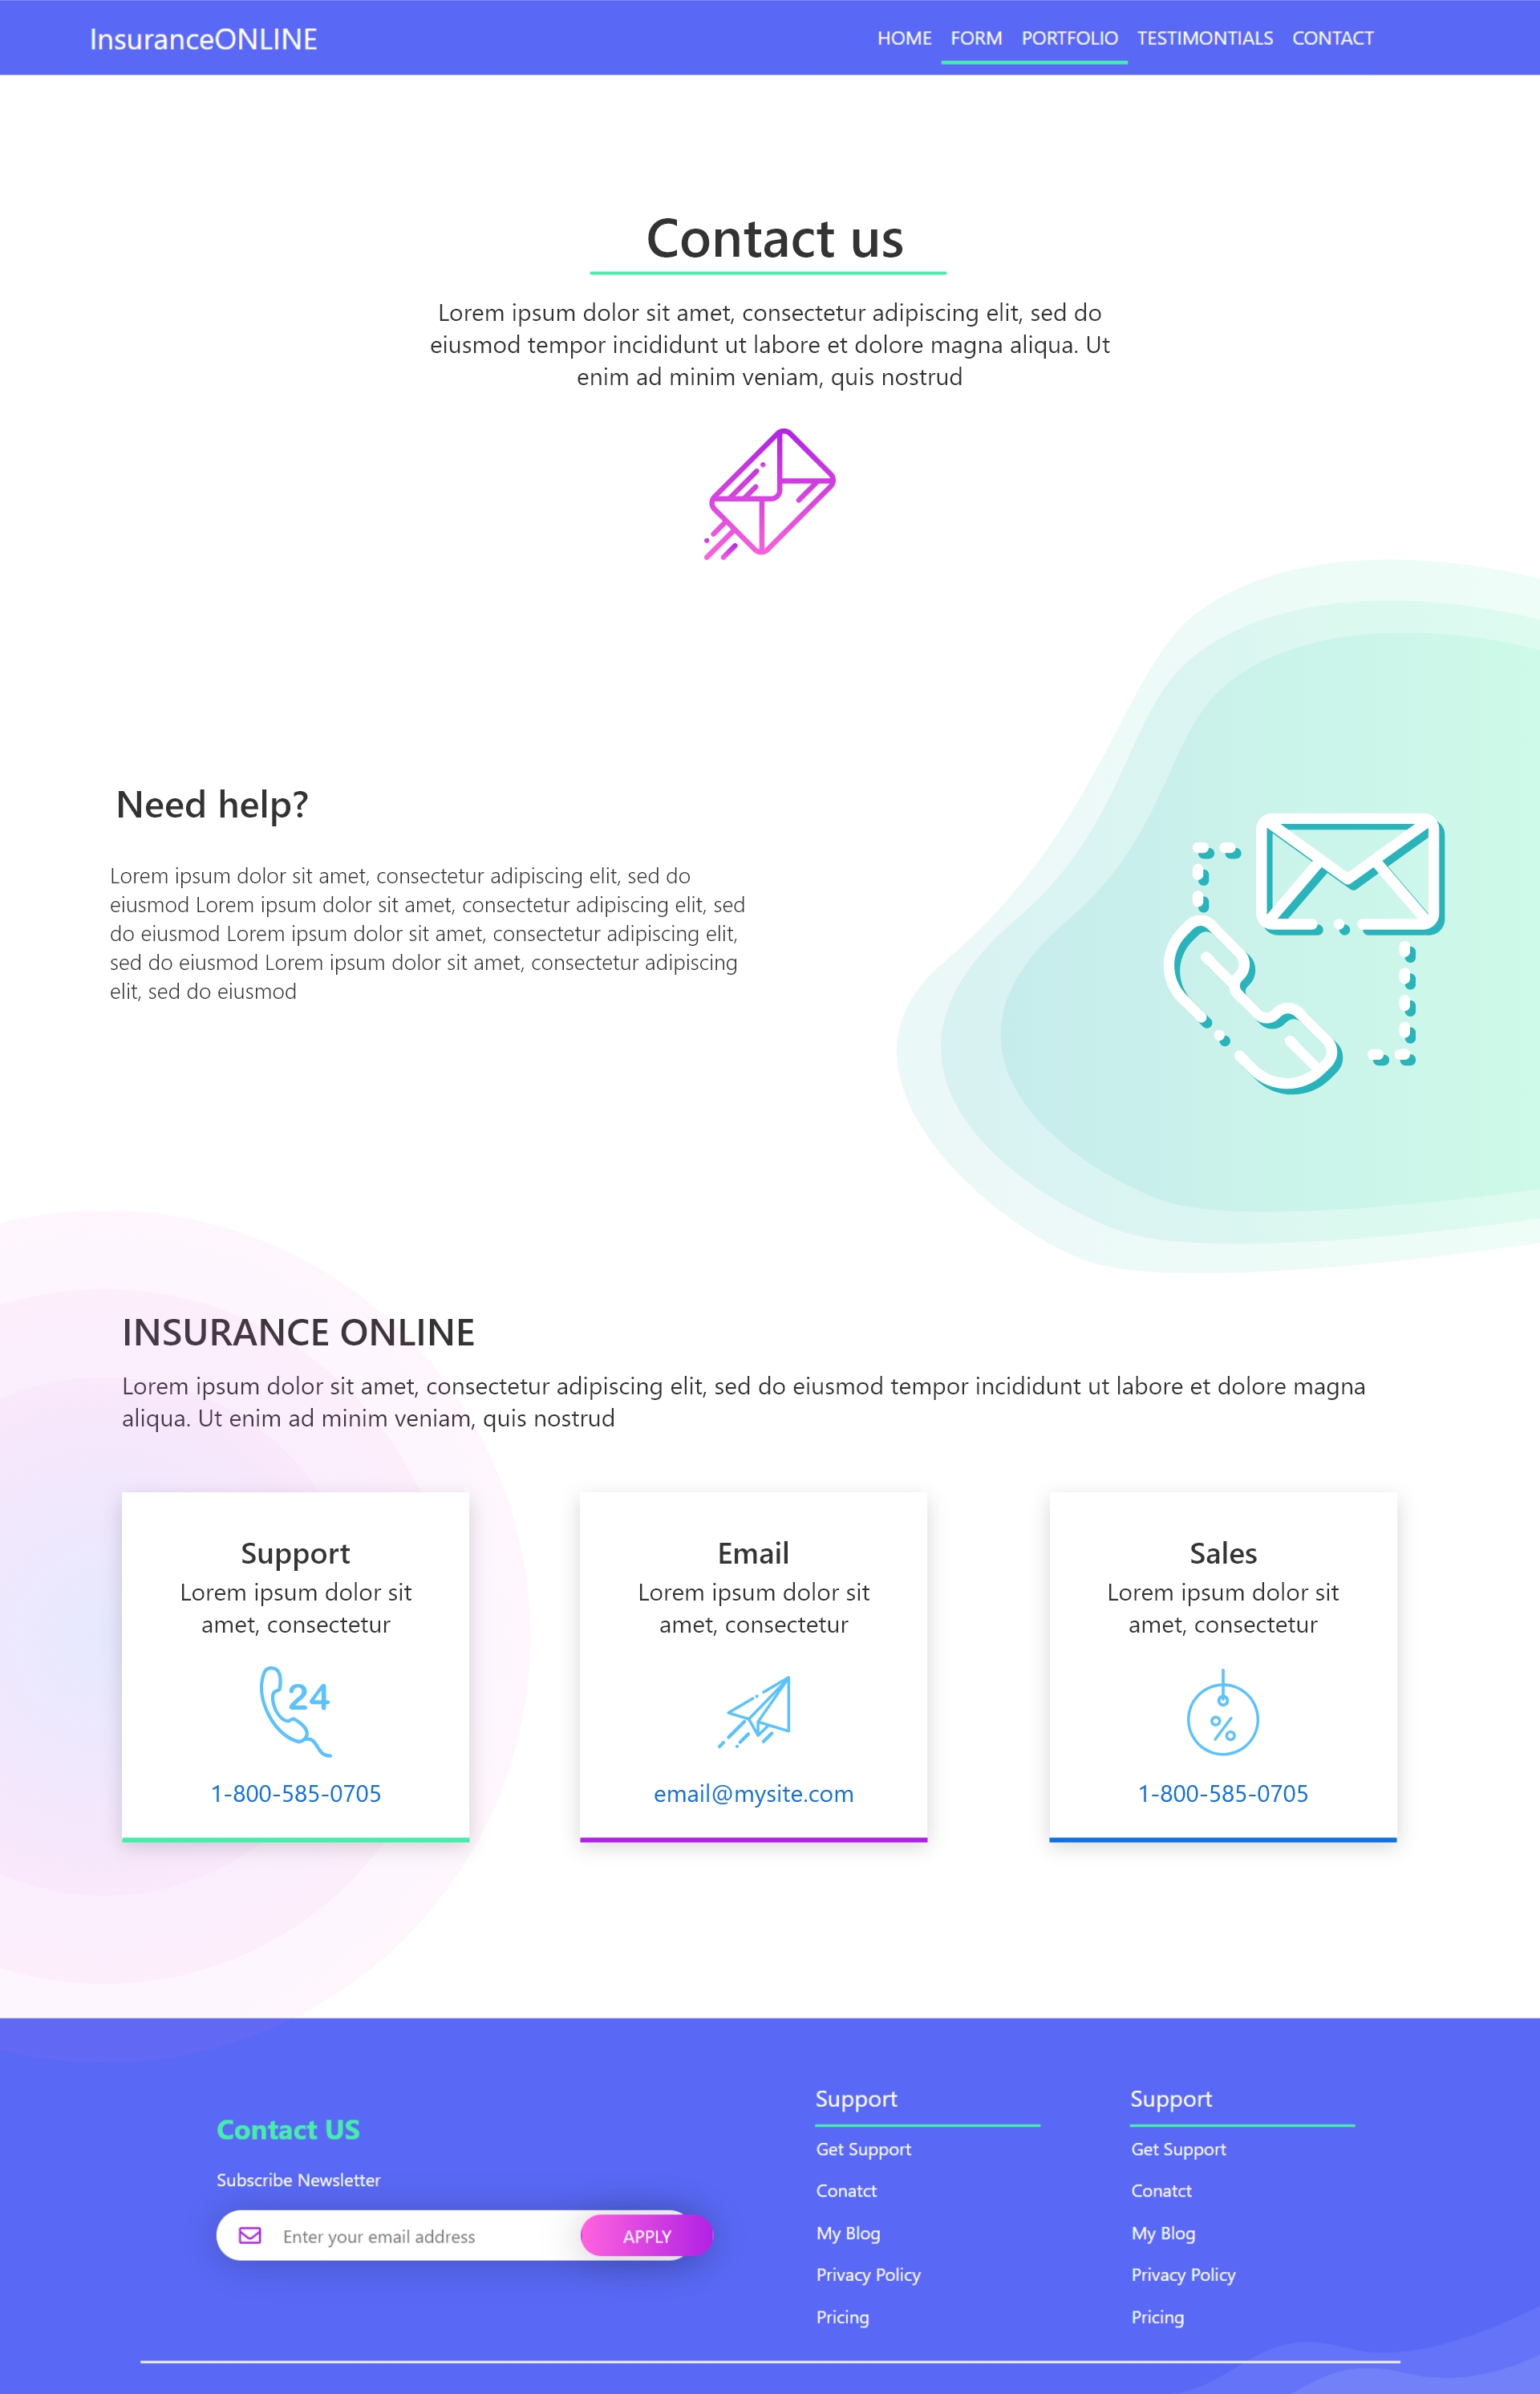 InsuranceONLINE
HOME FORM PORTFOLIO TESTIMONTIALS CONTACT
Contact us
Lorem ipsum dolor sit amet, consectetur adipiscing elit, sed do
eiusmod tempor incididunt ut labore et dolore magna aliqua. Ut
enim ad minim veniam, quis nostrud
Need help?
Lorem ipsum dolor sit amet, consectetur adipiscing elit, sed do
eiusmod Lorem ipsum dolor sit amet, consectetur adipiscing elit, sed
do eiusmod Lorem ipsum dolor sit amet, consectetur adipiscing elit,
sed do eiusmod Lorem ipsum dolor sit amet, consectetur adipiscing
elit, sed do eiusmod
INSURANCE ONLINE
Lorem ipsum dolor sit amet, consectetur adipiscing elit, sed do eiusmod tempor incididunt ut labore et dolore magna
aliqua. Ut enim ad minim veniam, quis nostrud
Support
Lorem ipsum dolor sit
amet, consectetur
24
1-800-585-0705
Email
Lorem ipsum dolor sit
amet, consectetur
email@mysite.com
Sales
Lorem ipsum dolor sit
amet, consectetur
%
1-800-585-0705
Contact US
Subscribe Newsletter
Enter your email address
APPLY
Support
Get Support
Conatct
My Blog
Privacy Policy
Pricing
Support
Get Support
Conatct
My Blog
Privacy Policy
Pricing